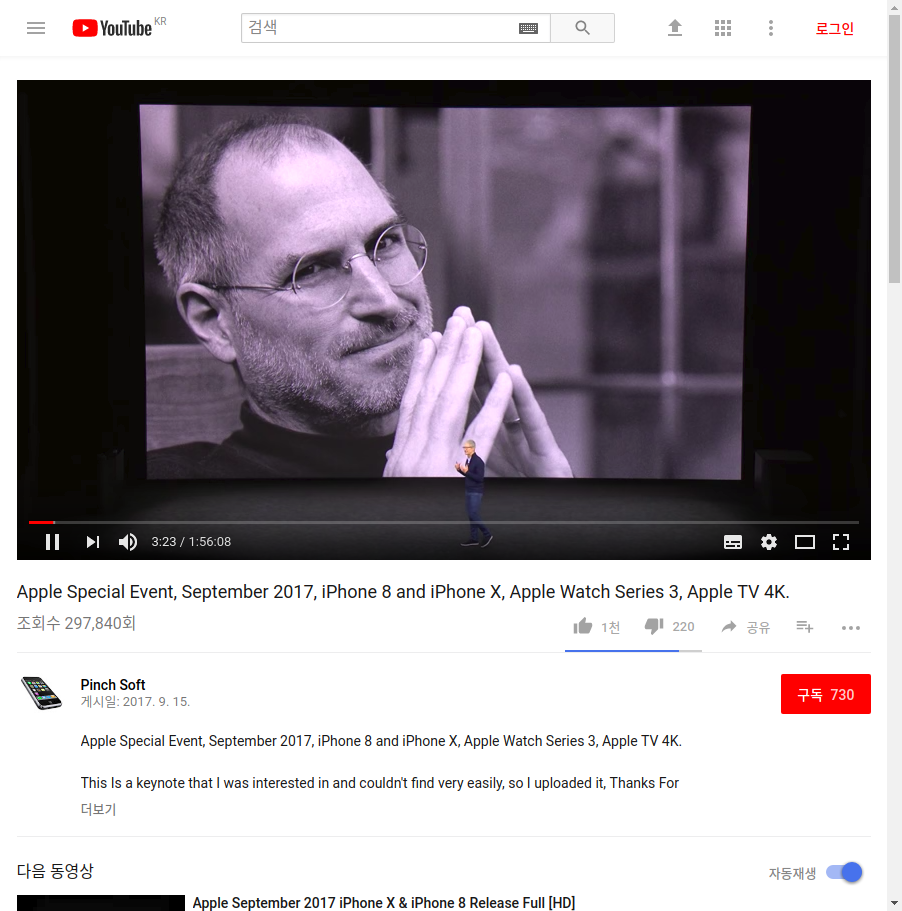 YouTube KR
검색
로그인
3:23 / 1:56:08
Apple Special Event, September 2017, iPhone 8 and iPhone X, Apple Watch Series 3, Apple TV 4K.
조회수 297,840회
1천 220 공유
Pinch Soft
게시일: 2017. 9. 15.
구독 730
Apple Special Event, September 2017, iPhone 8 and iPhone X, Apple Watch Series 3, Apple TV 4K.
This Is a keynote that I was interested in and couldn't find very easily, so I uploaded it, Thanks For
더보기
다음 동영상
자동재생
Apple September 2017 iPhone X & iPhone 8 Release Full [HD]